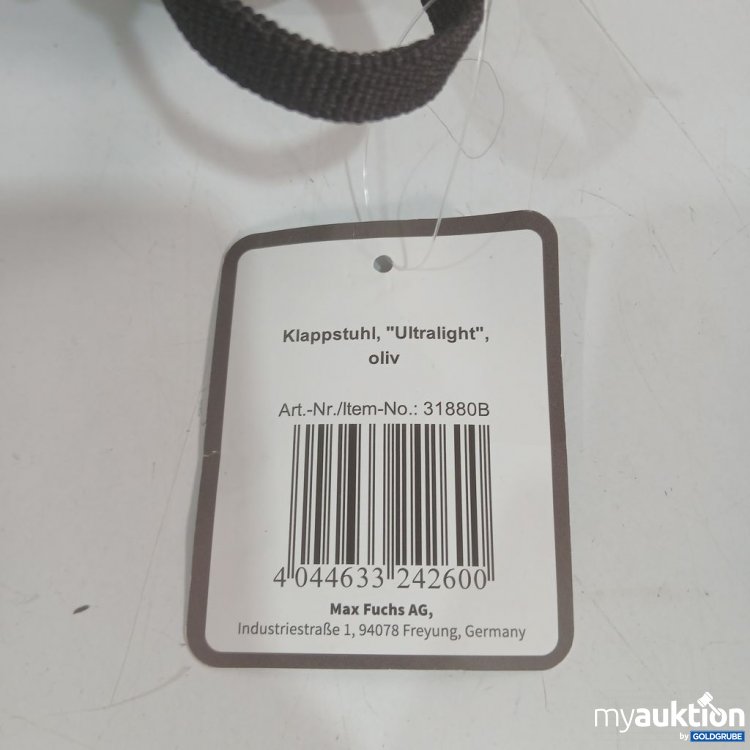 Klappstuhl, "Ultralight",
oliv
Art.-Nr./Item-No.: 31880B
4 044633 242600
Max Fuchs AG,
Industriestraße 1, 94078 Freyung, Germany
myauktion
by GOLDGRUBE